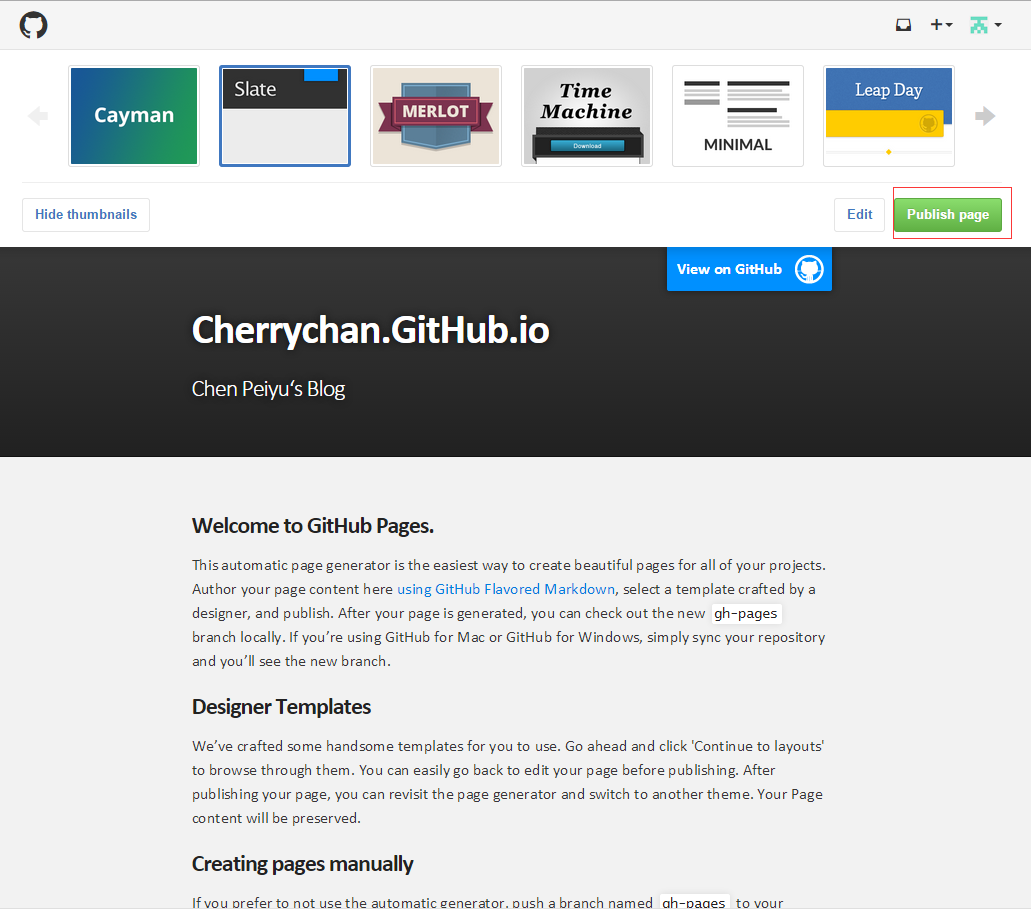 Cayman
Slate
MERLOT
Time
Machine
Download
MINIMAL
Leap Day
Hide thumbnails
Edit
Publish page
View on GitHub
Cherrychan.GitHub.io
Chen Peiyu‘s Blog
Welcome to GitHub Pages.
This automatic page generator is the easiest way to create beautiful pages for all of your projects.
Author your page content here using GitHub Flavored Markdown, select a template crafted by a
designer, and publish. After your page is generated, you can check out the new gh-pages
branch locally. If you’re using GitHub for Mac or GitHub for Windows, simply sync your repository
and you’ll see the new branch.
Designer Templates
We’ve crafted some handsome templates for you to use. Go ahead and click 'Continue to layouts'
to browse through them. You can easily go back to edit your page before publishing. After
publishing your page, you can revisit the page generator and switch to another theme. Your Page
content will be preserved.
Creating pages manually
If you prefer to not use the automatic generator, push a branch named gh-pages to your